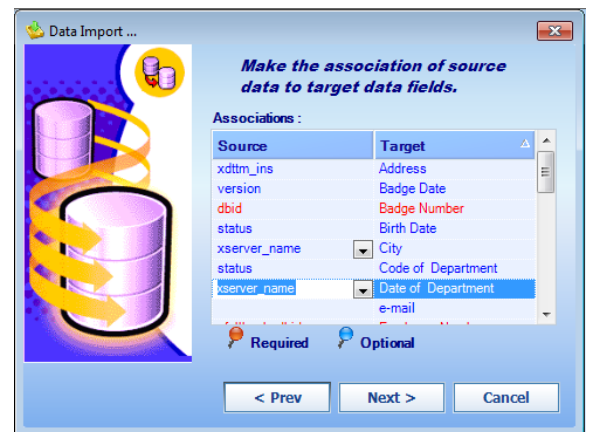 Data Import ...
Make the association of source
data to target data fields.
Associations :
Source Target
xdttm_ins Address
version Badge Date
dbid Badge Number
status Birth Date
xserver_name City
status Code of Department
xserver_name Date of Department
e-mail
Required Optional
< Prev Next > Cancel